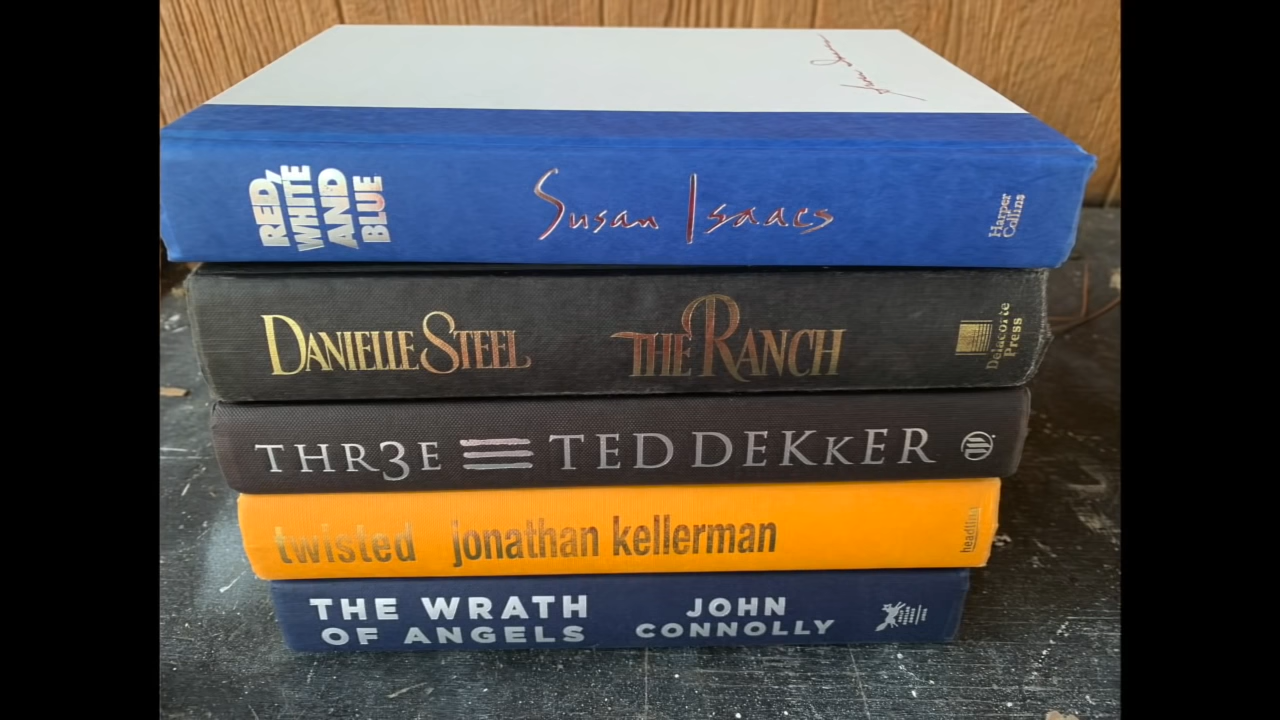 RED,
WHITE
AND
BLUE
Susan Isaacs
Harper
Collins
DANIELLE STEEL THE RANCH
Delacorte
Press
THR3E TED DEKKER
twisted jonathan kellerman
headline
THE WRATH
OF ANGELS
JOHN
CONNOLLY